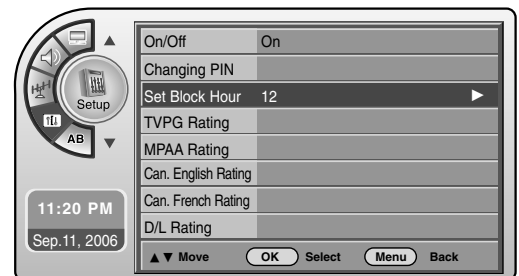 On/Off On
Changing PIN
Set Block Hour 12
TVPG Rating
MPAA Rating
Can. English Rating
Can. French Rating
D/L Rating
▲▼ Move OK Select Menu Back
Setup
AB
11:20 PM
Sep.11, 2006